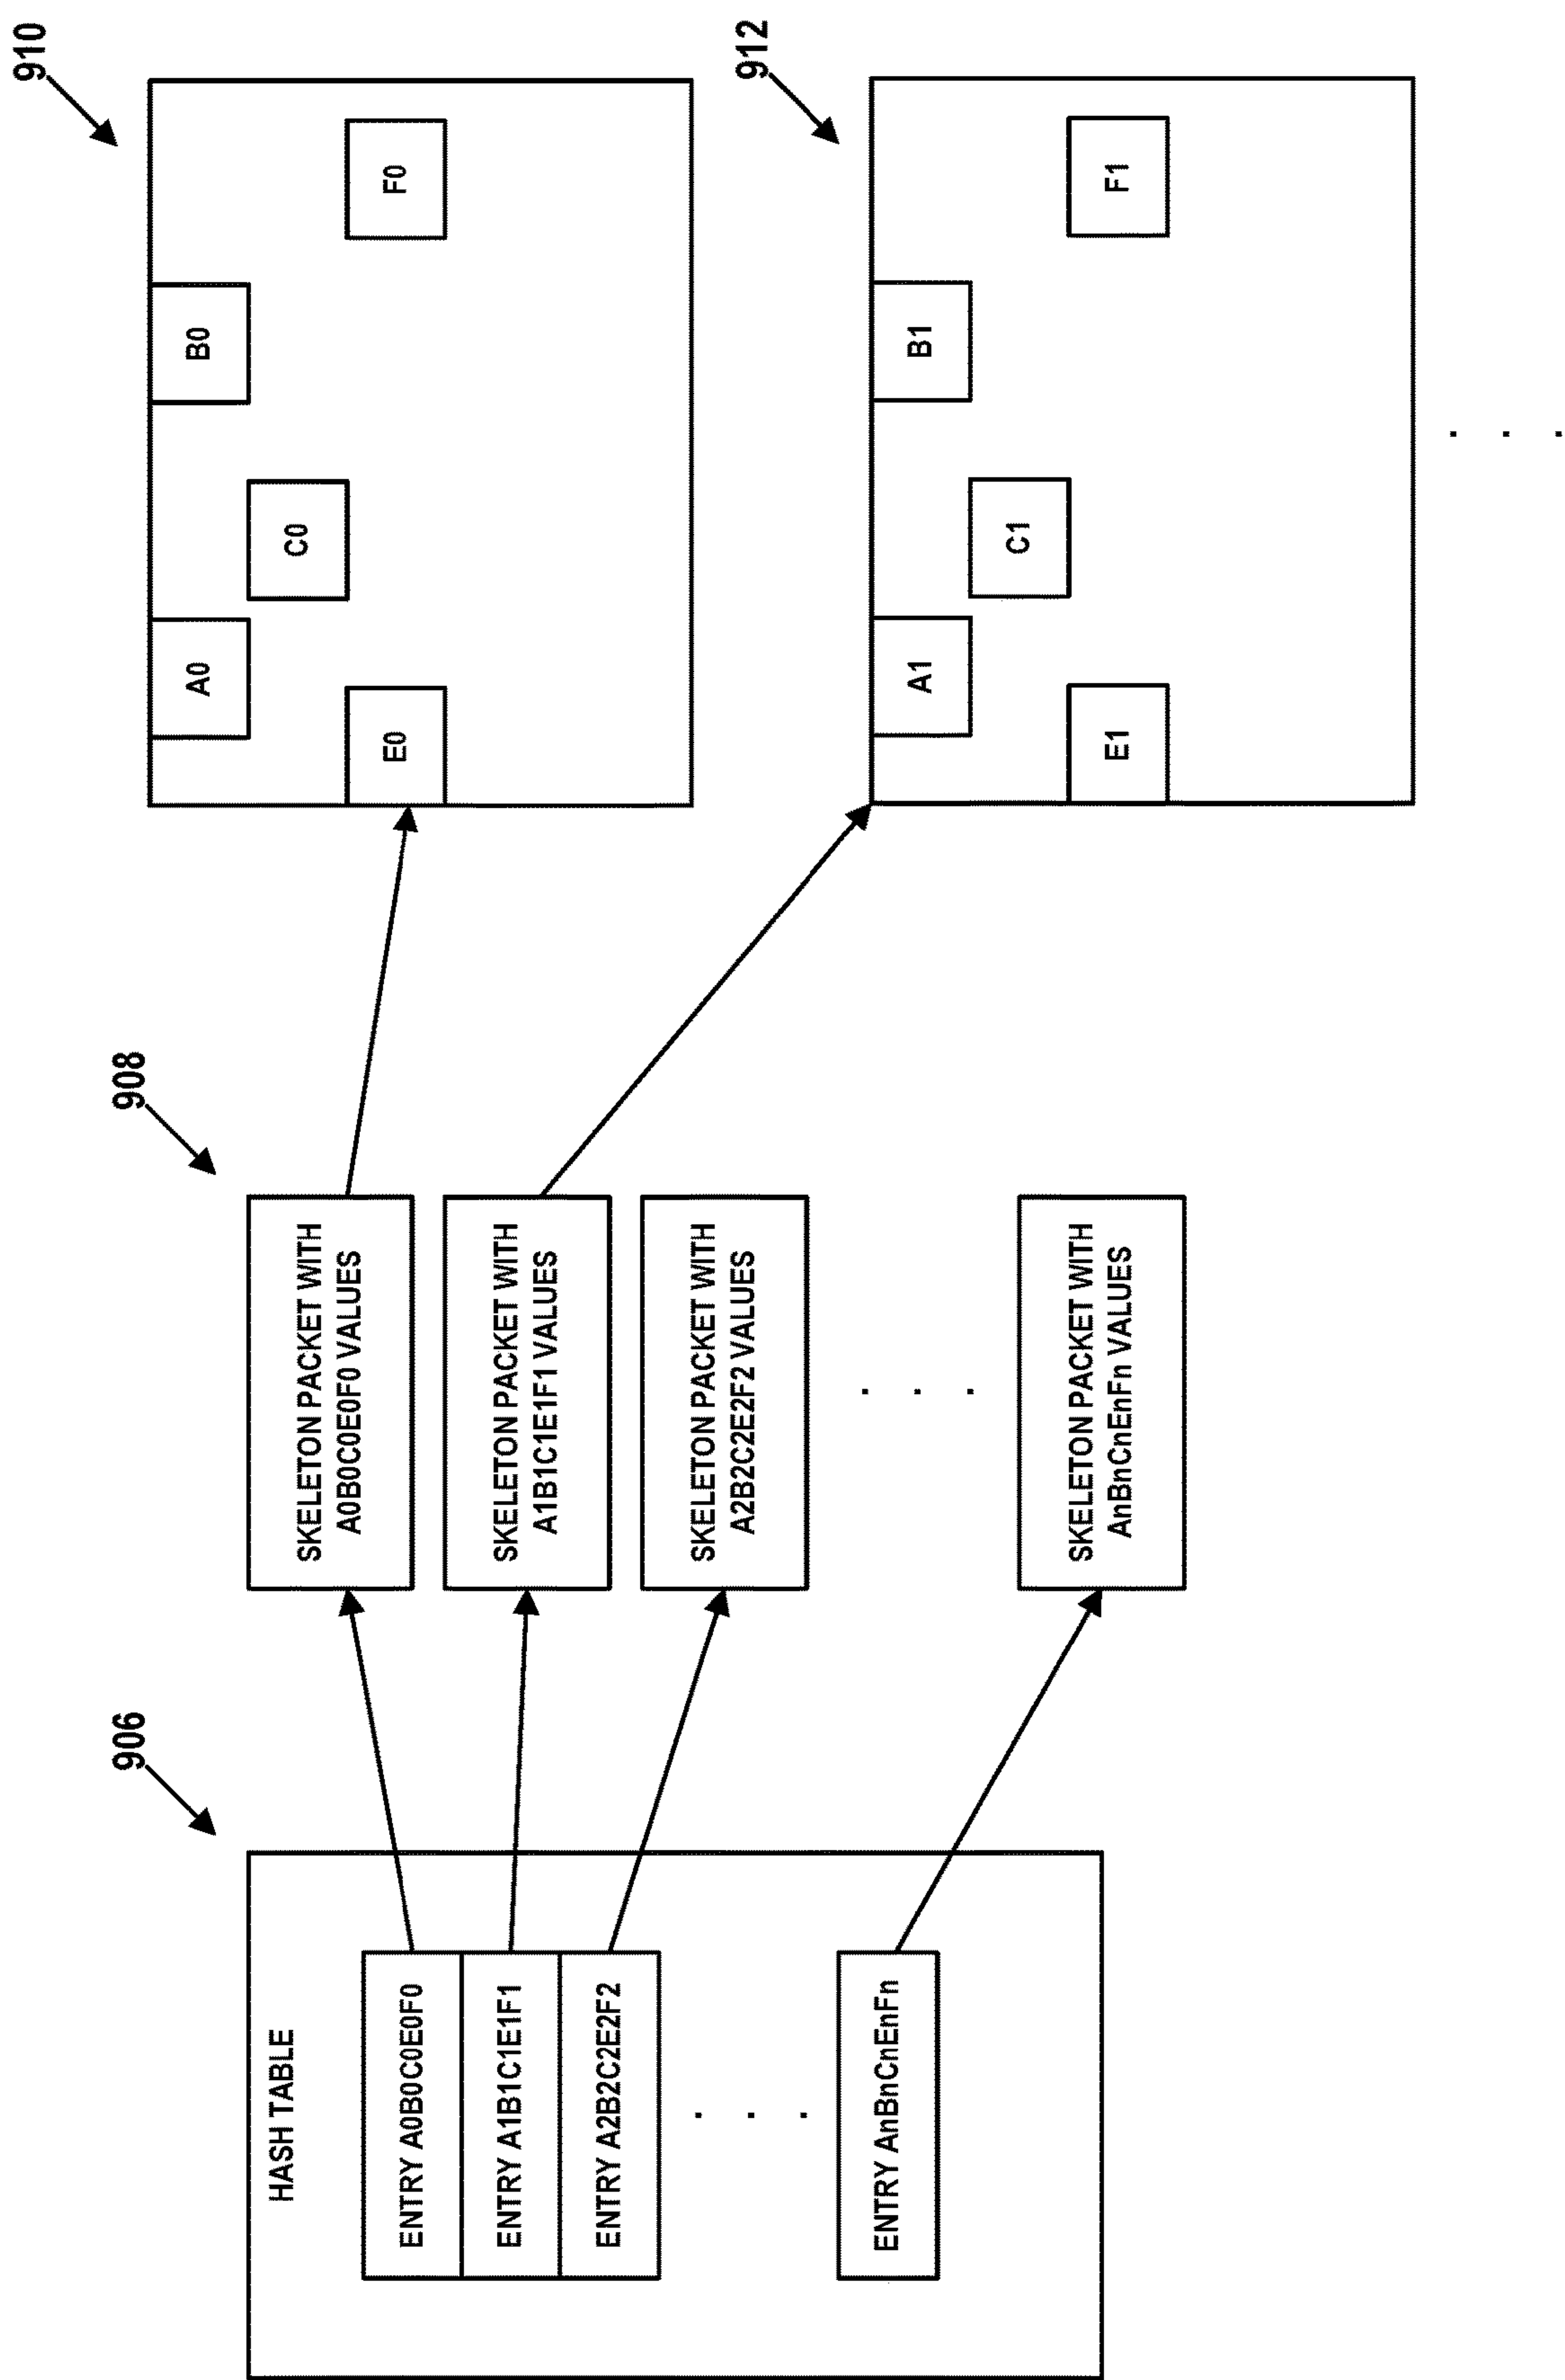 906
HASH TABLE
ENTRY A0B0C0E0F0
ENTRY A1B1C1E1F1
ENTRY A2B2C2E2F2
. . .
ENTRY AnBnCnEnFn
908
SKELETON PACKET WITH
A0B0C0E0F0 VALUES
SKELETON PACKET WITH
A1B1C1E1F1 VALUES
SKELETON PACKET WITH
A2B2C2E2F2 VALUES
. . .
SKELETON PACKET WITH
AnBnCnEnFn VALUES
910
A0
B0
C0
E0
F0
912
A1
B1
C1
E1
F1
. . .